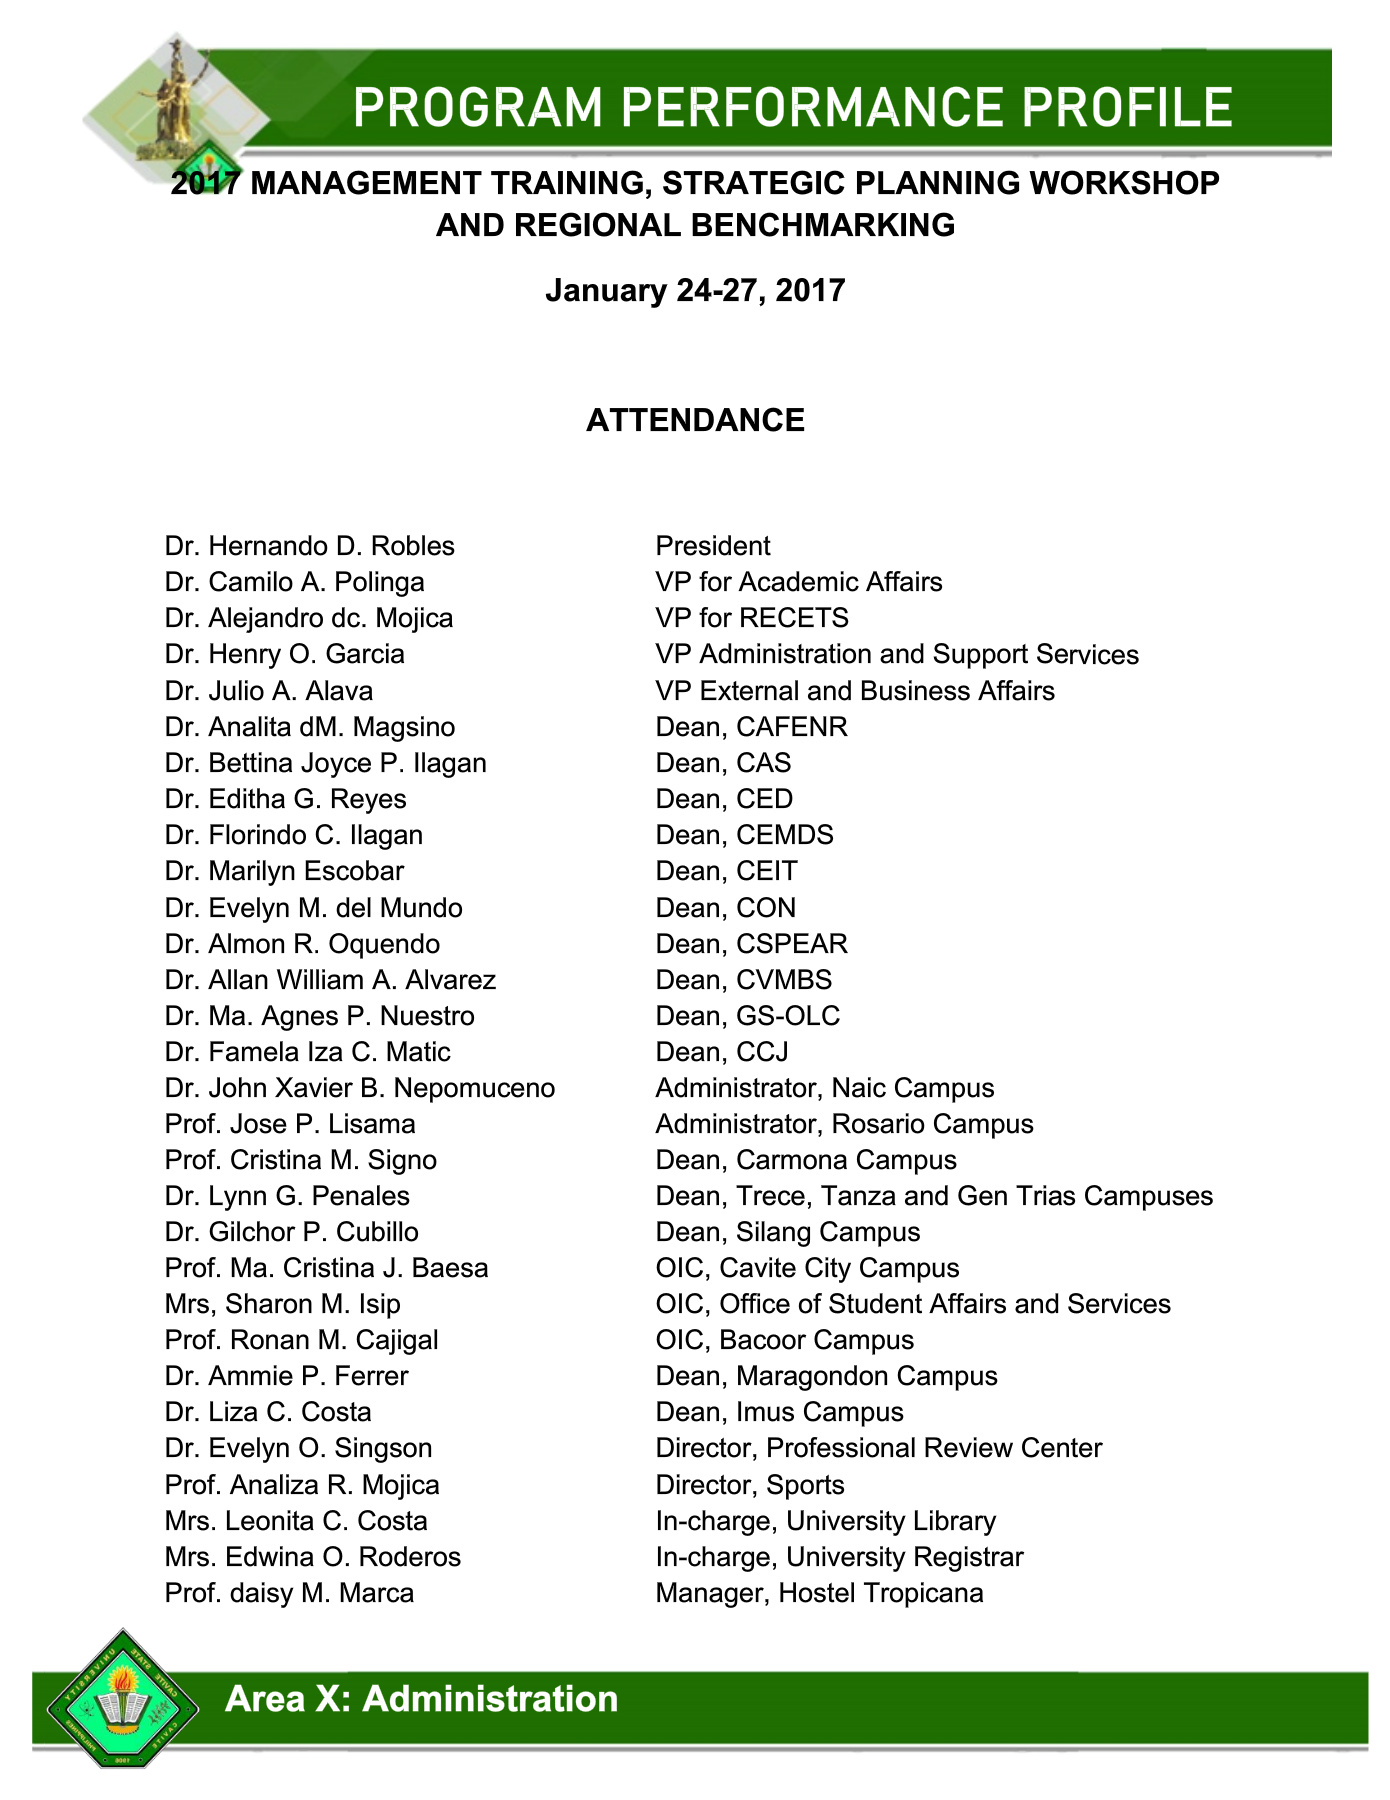 PROGRAM PERFORMANCE PROFILE
2017 MANAGEMENT TRAINING, STRATEGIC PLANNING WORKSHOP
AND REGIONAL BENCHMARKING
January 24-27, 2017
ATTENDANCE
Dr. Hernando D. Robles President
Dr. Camilo A. Polinga VP for Academic Affairs
Dr. Alejandro dc. Mojica VP for RECETS
Dr. Henry O. Garcia VP Administration and Support Services
Dr. Julio A. Alava VP External and Business Affairs
Dr. Analita dM. Magsino Dean, CAFENR
Dr. Bettina Joyce P. Ilagan Dean, CAS
Dr. Editha G. Reyes Dean, CED
Dr. Florindo C. Ilagan Dean, CEMDS
Dr. Marilyn Escobar Dean, CEIT
Dr. Evelyn M. del Mundo Dean, CON
Dr. Almon R. Oquendo Dean, CSPEAR
Dr. Allan William A. Alvarez Dean, CVMBS
Dr. Ma. Agnes P. Nuestro Dean, GS-OLC
Dr. Famela Iza C. Matic Dean, CCJ
Dr. John Xavier B. Nepomuceno Administrator, Naic Campus
Prof. Jose P. Lisama Administrator, Rosario Campus
Prof. Cristina M. Signo Dean, Carmona Campus
Dr. Lynn G. Penales Dean, Trece, Tanza and Gen Trias Campuses
Dr. Gilchor P. Cubillo Dean, Silang Campus
Prof. Ma. Cristina J. Baesa OIC, Cavite City Campus
Mrs, Sharon M. Isip OIC, Office of Student Affairs and Services
Prof. Ronan M. Cajigal OIC, Bacoor Campus
Dr. Ammie P. Ferrer Dean, Maragondon Campus
Dr. Liza C. Costa Dean, Imus Campus
Dr. Evelyn O. Singson Director, Professional Review Center
Prof. Analiza R. Mojica Director, Sports
Mrs. Leonita C. Costa In-charge, University Library
Mrs. Edwina O. Roderos In-charge, University Registrar
Prof. daisy M. Marca Manager, Hostel Tropicana
CAVITE STATE UNIVERSITY
CAVITE PHILIPPINES
1906
Area X: Administration